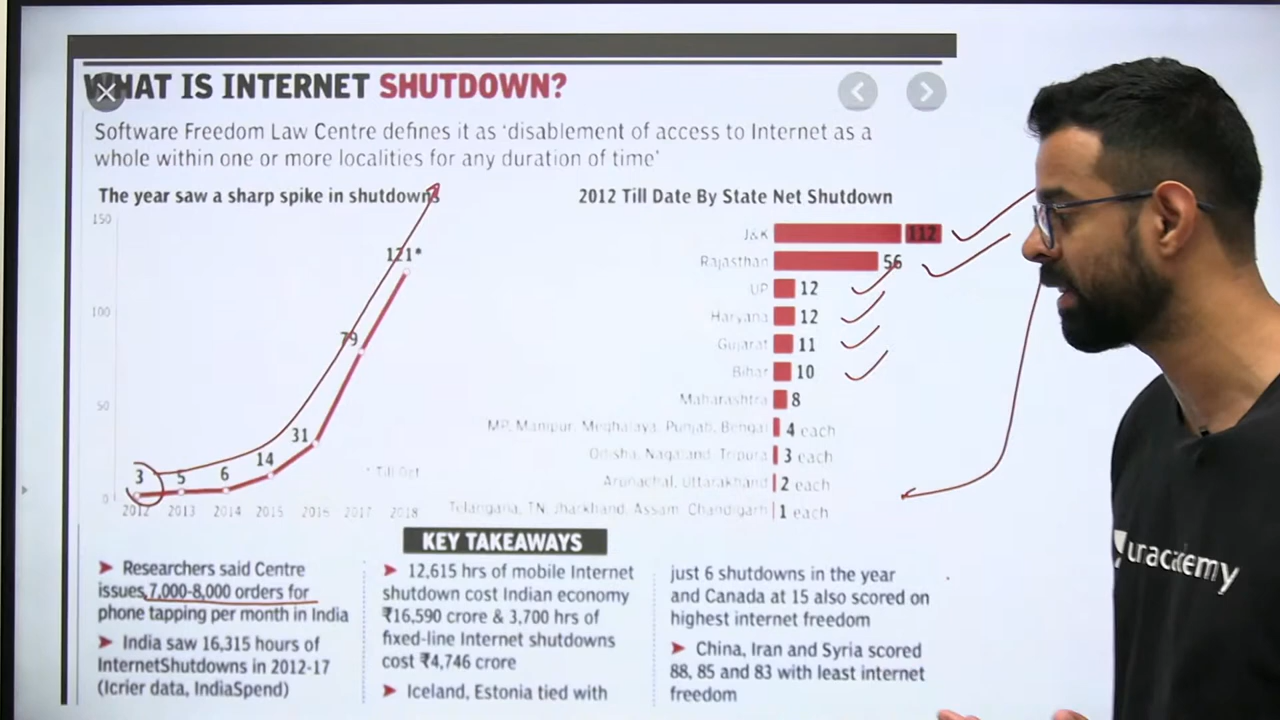 WHAT IS INTERNET SHUTDOWN?
Software Freedom Law Centre defines it as 'disablement of access to Internet as a
whole within one or more localities for any duration of time'
The year saw a sharp spike in shutdowns
150
100
50
0
3
5
6
14
31
79
121*
* Till Oct
2012 2013 2014 2015 2016 2017 2018
2012 Till Date By State Net Shutdown
J&K 112
Rajasthan 56
UP 12
Haryana 12
Gujarat 11
Bihar 10
Maharashtra 8
MP, Manipur, Meghalaya, Punjab, Bengal 4 each
Odisha, Nagaland, Tripura 3 each
Arunachal, Uttarakhand 2 each
Telangana, TN, Jharkhand, Assam, Chandigarh 1 each
KEY TAKEAWAYS
Researchers said Centre
issues 7,000-8,000 orders for
phone tapping per month in India
India saw 16,315 hours of
InternetShutdowns in 2012-17
(Icrier data, IndiaSpend)
12,615 hrs of mobile Internet
shutdown cost Indian economy
₹16,590 crore & 3,700 hrs of
fixed-line Internet shutdowns
cost ₹4,746 crore
Iceland, Estonia tied with
just 6 shutdowns in the year
and Canada at 15 also scored on
highest internet freedom
China, Iran and Syria scored
88, 85 and 83 with least internet
freedom
unacademy